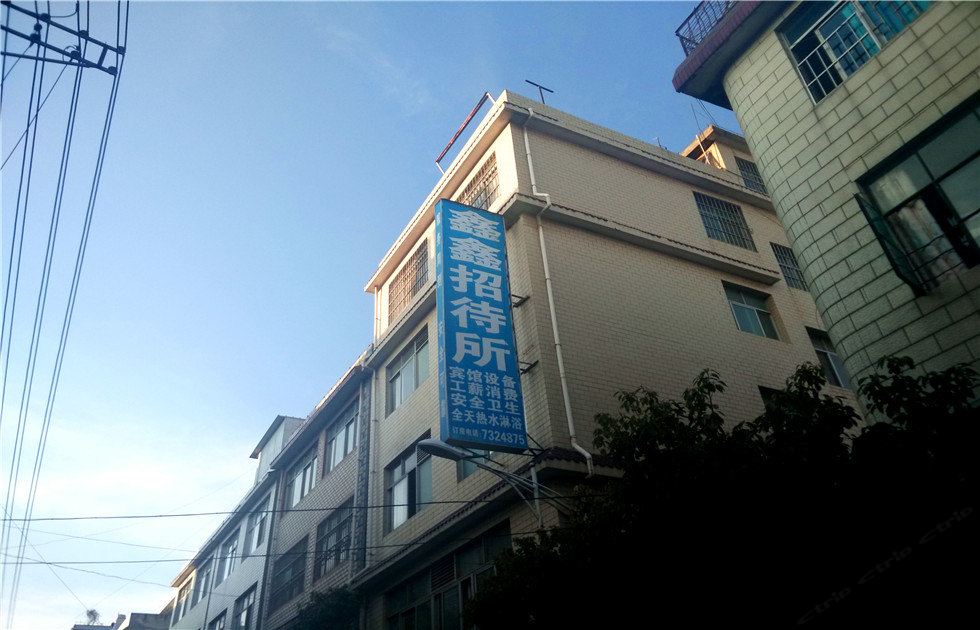 鑫鑫招待所
宾馆设备
工薪消费
安全卫生
全天热水淋浴
订房电话:7324875
ctrip ctrip ctrip